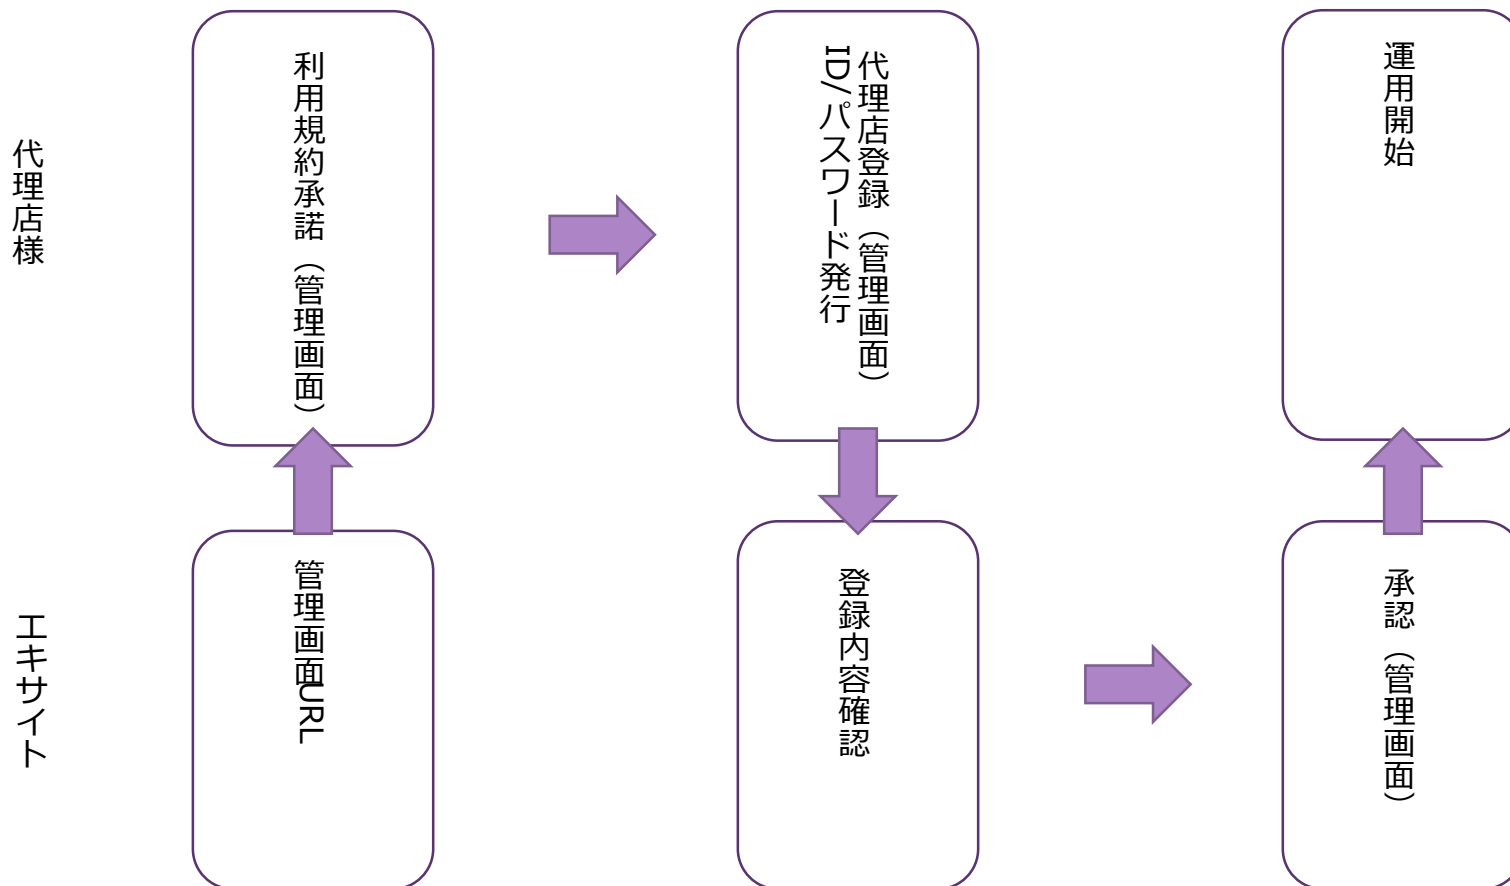 代理店様
利用規約承諾（管理画面）
代理店登録（管理画面）
ID/パスワード発行
運用開始
エキサイト
管理画面URL
登録内容確認
承認（管理画面）